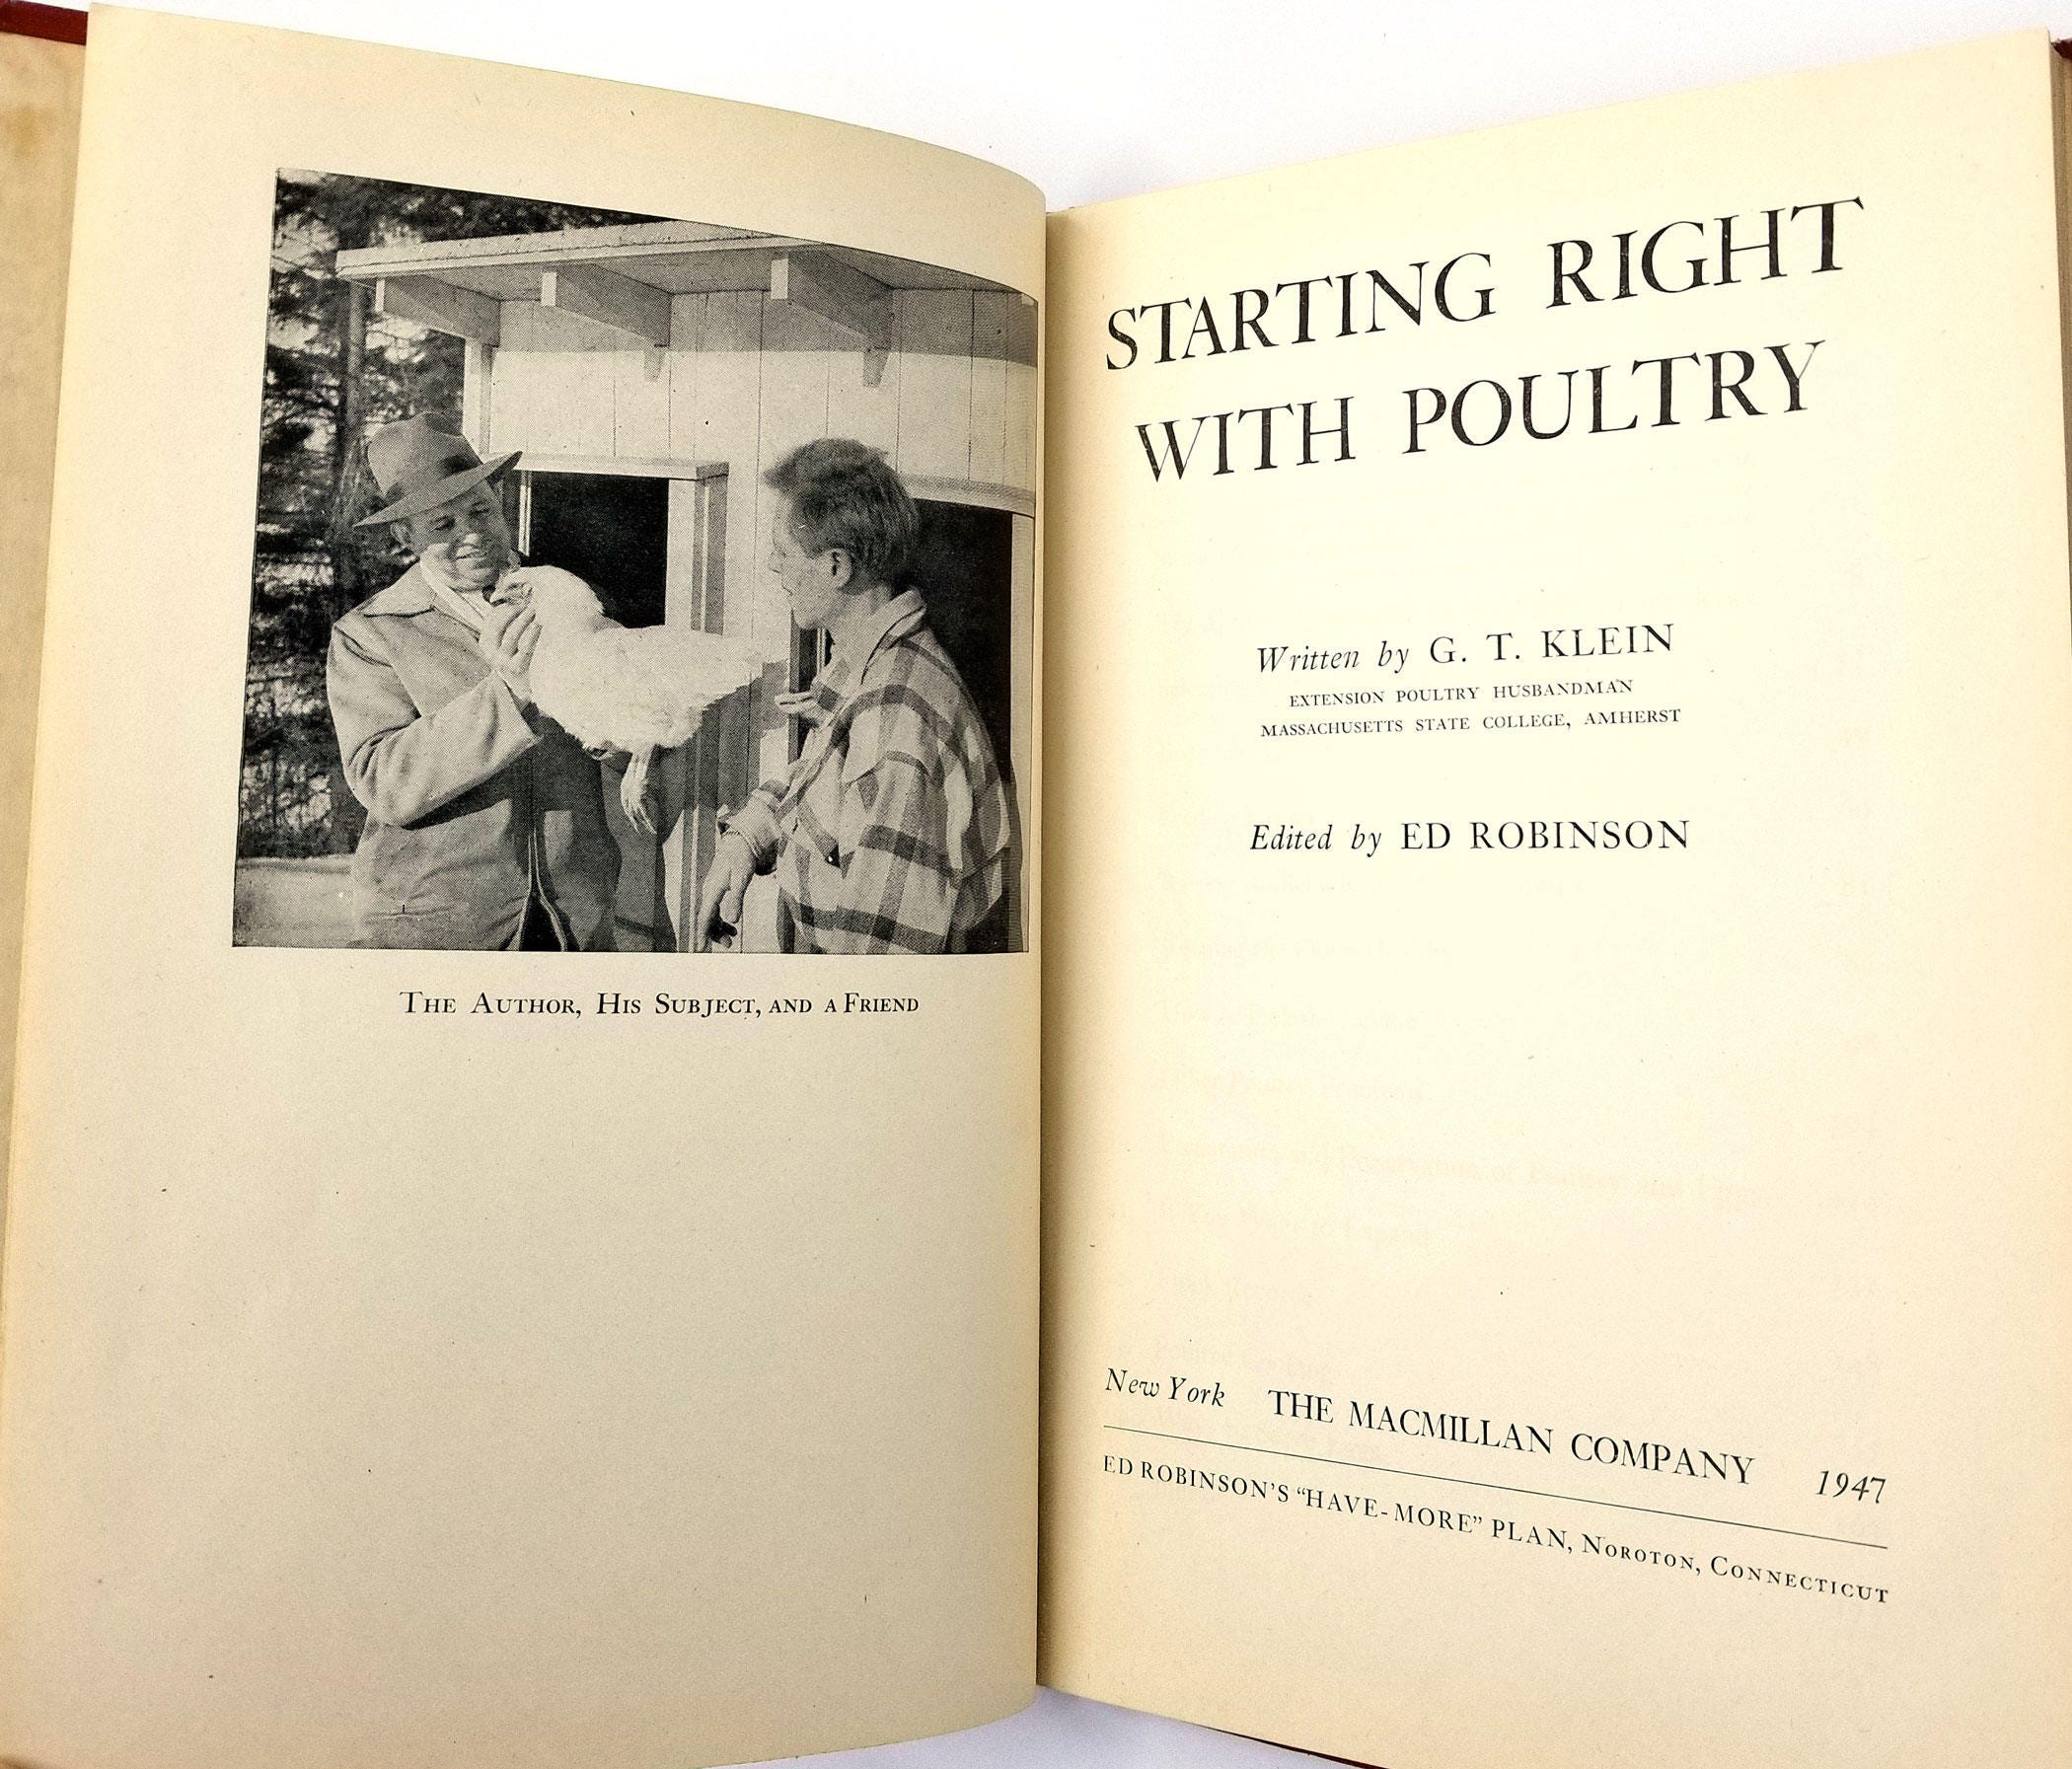 THE AUTHOR, HIS SUBJECT, AND A FRIEND
STARTING RIGHT
WITH POULTRY
Written by G. T. KLEIN
EXTENSION POULTRY HUSBANDMAN
MASSACHUSETTS STATE COLLEGE, AMHERST
Edited by ED ROBINSON
New York THE MACMILLAN COMPANY 1947
ED ROBINSON'S "HAVE-MORE" PLAN, NOROTON, CONNECTICUT